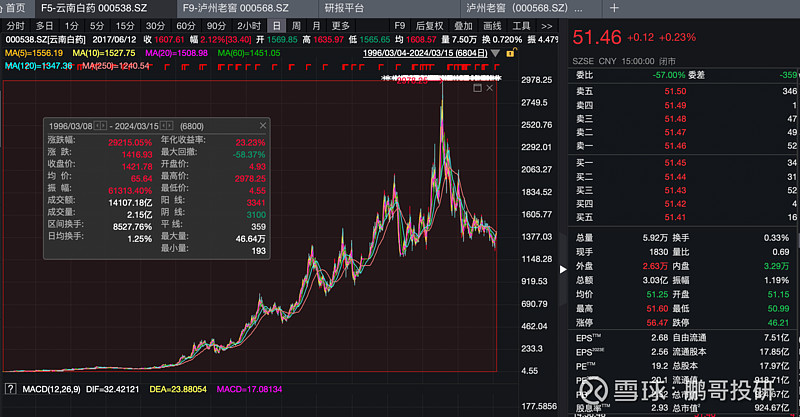 首页 F5-云南白药 000538.SZ F9-泸州老窖 000568.SZ 研报平台 泸州老窖（000568.SZ）... +
分时 5分 10分 15分 30分 60分 90分 2小时 日 周 月 更多 F9 后复权 叠加 画线 工具 >>
000538.SZ[云南白药] 2017/06/12 收 1607.61 幅 2.12%[33.40] 开 1569.85 低 1565.65 均 1608.57 量 7.50万 换 0.720% 振 4.47%
MA(5)=1556.19 MA(10)=1527.75 MA(20)=1508.98 MA(60)=1451.05 1996/03/04-2024/03/15(6804日)
MA(120)=1347.36 MA(250)=1240.54
2978.25
2978.25
2749.5
2520.76
2292.01
2063.27
1834.52
1605.77
1377.03
1148.28
919.53
690.79
462.04
233.3
4.55
1996/03/08 - 2024/03/15 (6800)
涨跌幅: 29215.05% 年化收益率: 23.23%
涨 跌: 1416.93 最大回撤: -58.37%
收盘价: 1421.78 开盘价: 4.93
均 价: 65.64 最高价: 2978.25
振 幅: 61313.40% 最低价: 4.55
成交额: 14107.18亿 阳 线: 3341
成交量: 2.15亿 阴 线: 3100
区间换手: 8527.76% 平 线: 359
日均换手: 1.25% 最大量: 46.64万
最小量: 193
? MACD(12,26,9) DIF=32.42121 DEA=23.88054 MACD=17.08134
177.5856
51.46 +0.12 +0.23%
SZSE CNY 15:00:00 闭市
委比 -57.00% 委差 -359
卖五 51.50 346
卖四 51.49 1
卖三 51.48 47
卖二 51.47 49
卖一 51.46 52
买一 51.45 34
买二 51.44 31
买三 51.43 52
买四 51.42 4
买五 51.41 16
总量 5.92万 换手 0.33%
现手 1830 量比 0.69
外盘 2.63万 内盘 3.29万
总额 3.03亿 振幅 1.19%
均价 51.25 开盘 51.15
最高 51.60 最低 50.99
涨停 56.47 跌停 46.21
EPS TTM 2.68 自由流通 7.51亿
EPS 2023E 2.56 流通股本 17.85亿
PE TTM 19.2 总股本 17.97亿
20.1 流通值 918.71亿
股息率 TTM 2.93 总市值 924.67亿
雪球：鹏哥投研